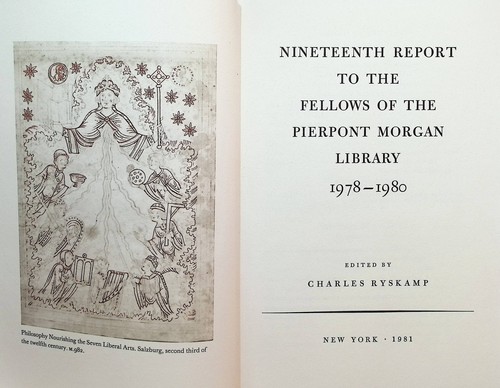 Philosophy Nourishing the Seven Liberal Arts. Salzburg, second third of
the twelfth century. M.982.
NINETEENTH REPORT
TO THE
FELLOWS OF THE
PIERPONT MORGAN
LIBRARY
1978–1980
EDITED BY
CHARLES RYSKAMP
NEW YORK · 1981